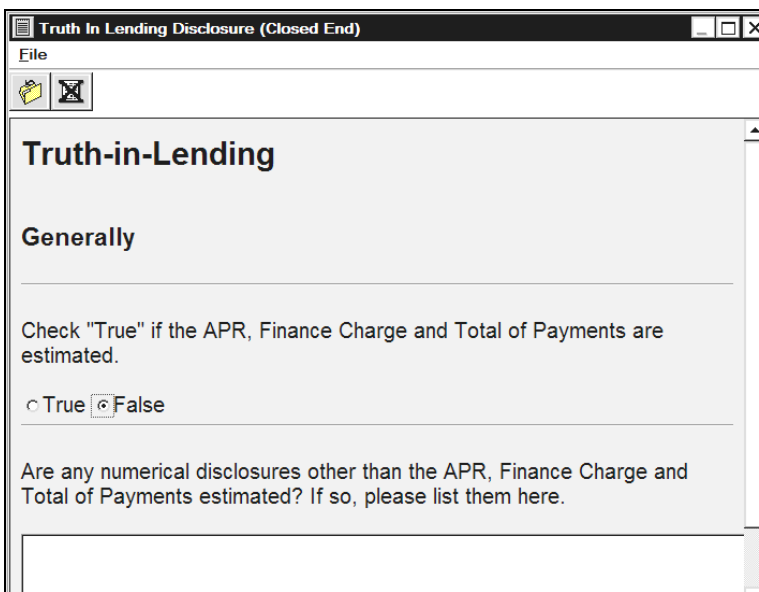 Truth In Lending Disclosure (Closed End)
File
Truth-in-Lending
Generally
Check "True" if the APR, Finance Charge and Total of Payments are
estimated.
True False
Are any numerical disclosures other than the APR, Finance Charge and
Total of Payments estimated? If so, please list them here.